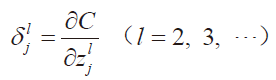 δ_j^l = ∂C/∂z_j^l （l = 2, 3, ⋯）